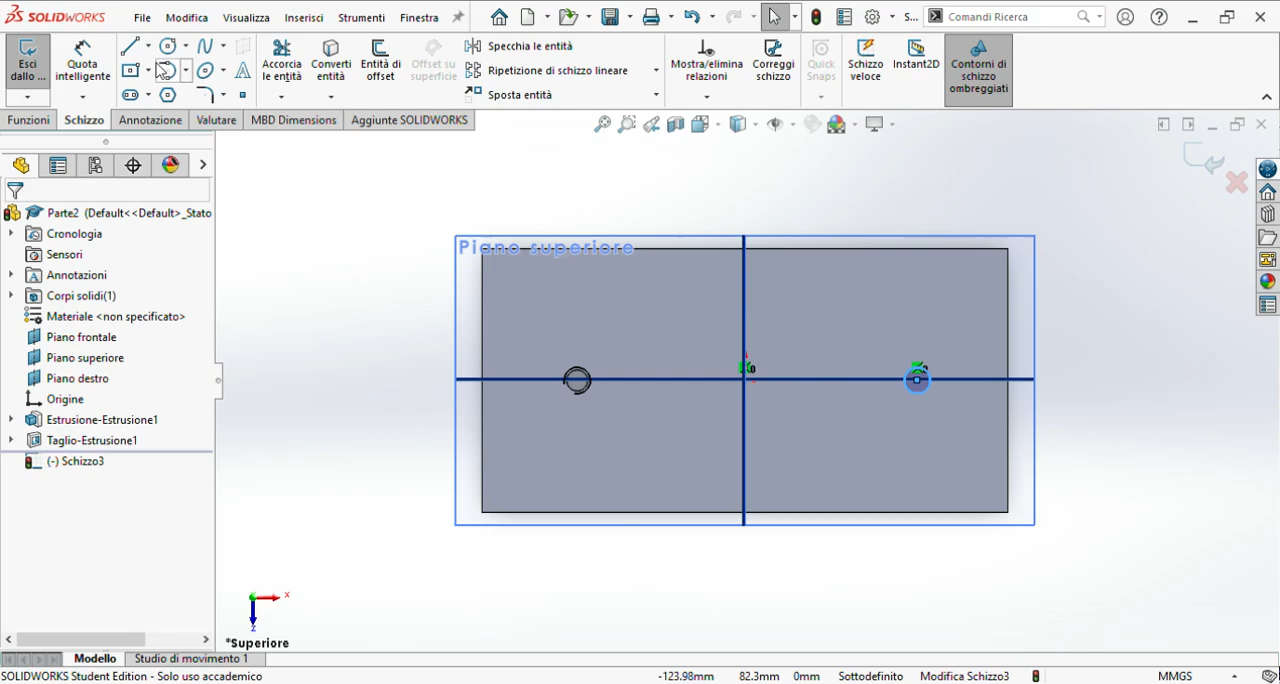 SOLIDWORKS
File
Modifica
Visualizza
Inserisci
Strumenti
Finestra
S...
Comandi Ricerca
Esci dallo ...
Quota intelligente
Accorcia le entità
Converti entità
Entità di offset
Offset su superficie
Specchia le entità
Ripetizione di schizzo lineare
Sposta entità
Mostra/elimina relazioni
Correggi schizzo
Quick Snaps
Schizzo veloce
Instant2D
Contorni di schizzo ombreggiati
Funzioni
Schizzo
Annotazione
Valutare
MBD Dimensions
Aggiunte SOLIDWORKS
Parte2 (Default<<Default>_Stato
Cronologia
Sensori
Annotazioni
Corpi solidi(1)
Materiale <non specificato>
Piano frontale
Piano superiore
Piano destro
Origine
Estrusione-Estrusione1
Taglio-Estrusione1
(-) Schizzo3
Piano superiore
x
z
*Superiore
Modello
Studio di movimento 1
SOLIDWORKS Student Edition - Solo uso accademico
-123.98mm
82.3mm
0mm
Sottodefinito
Modifica Schizzo3
MMGS